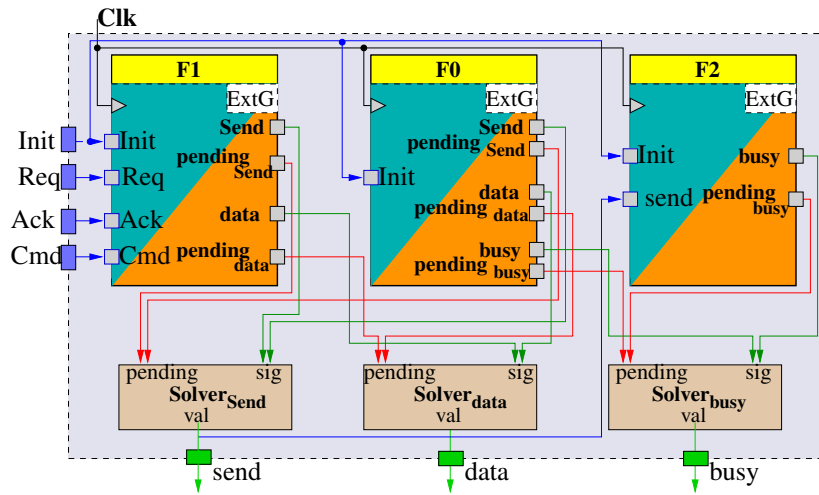 Clk
F1
F0
F2
ExtG
ExtG
ExtG
Init
Req
Ack
Cmd
Init
Req
Ack
Cmd
Send
pending Send
data
pending data
Init
Send
pending Send
data
pending data
busy
pending busy
Init
send
busy
pending busy
pending sig
Solver Send
val
pending sig
Solver data
val
pending sig
Solver busy
val
send
data
busy